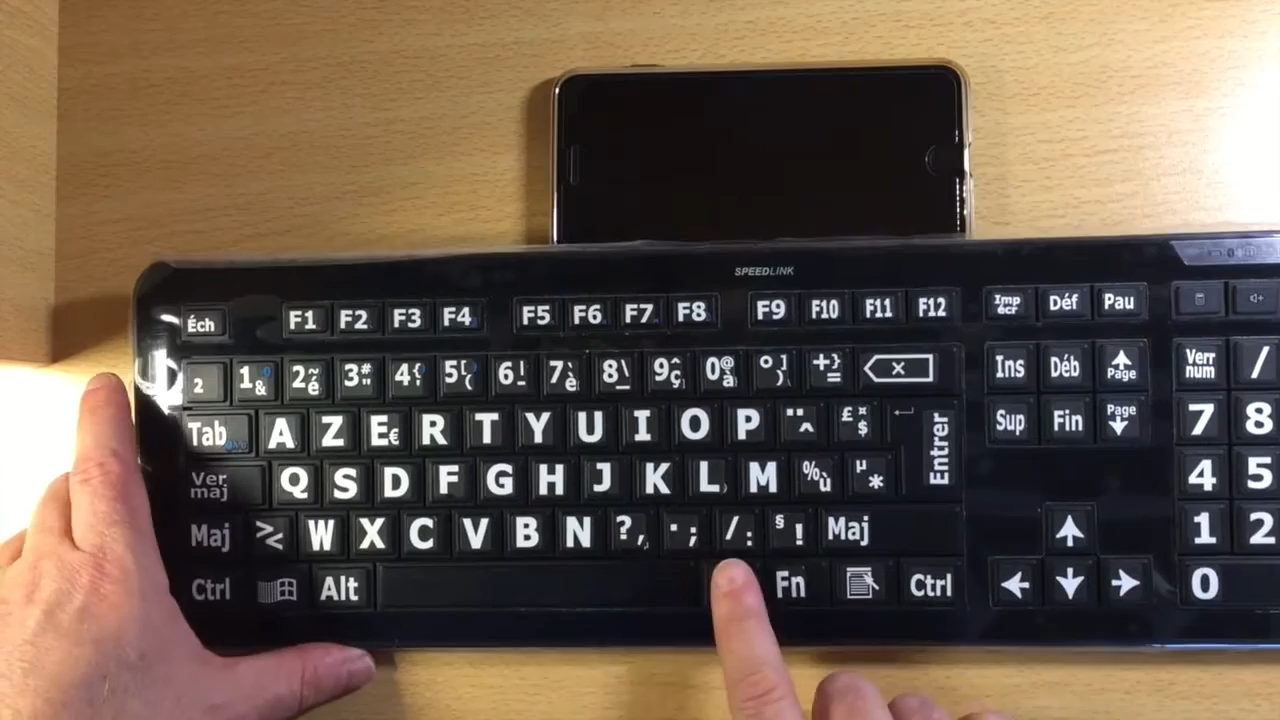 SPEEDLINK
Éch F1 F2 F3 F4 F5 F6 F7 F8 F9 F10 F11 F12 Imp écr Déf Pau
2 1 & 2 ~ é 3 # " 4 { ' 5 ( 6 - 7 ` è 8 \ _ 9 ^ ç 0 @ à ° ) ] + } = Ins Déb Page Verr num /
Tab A Z E € R T Y U I O P ¨ ^ £ ¤ $ Entrer Sup Fin Page 7 8
Ver maj Q S D F G H J K L M % ù µ * 4 5
Maj > < W X C V B N ? , . ; / : § ! Maj 1 2
Ctrl Alt Fn Ctrl 0